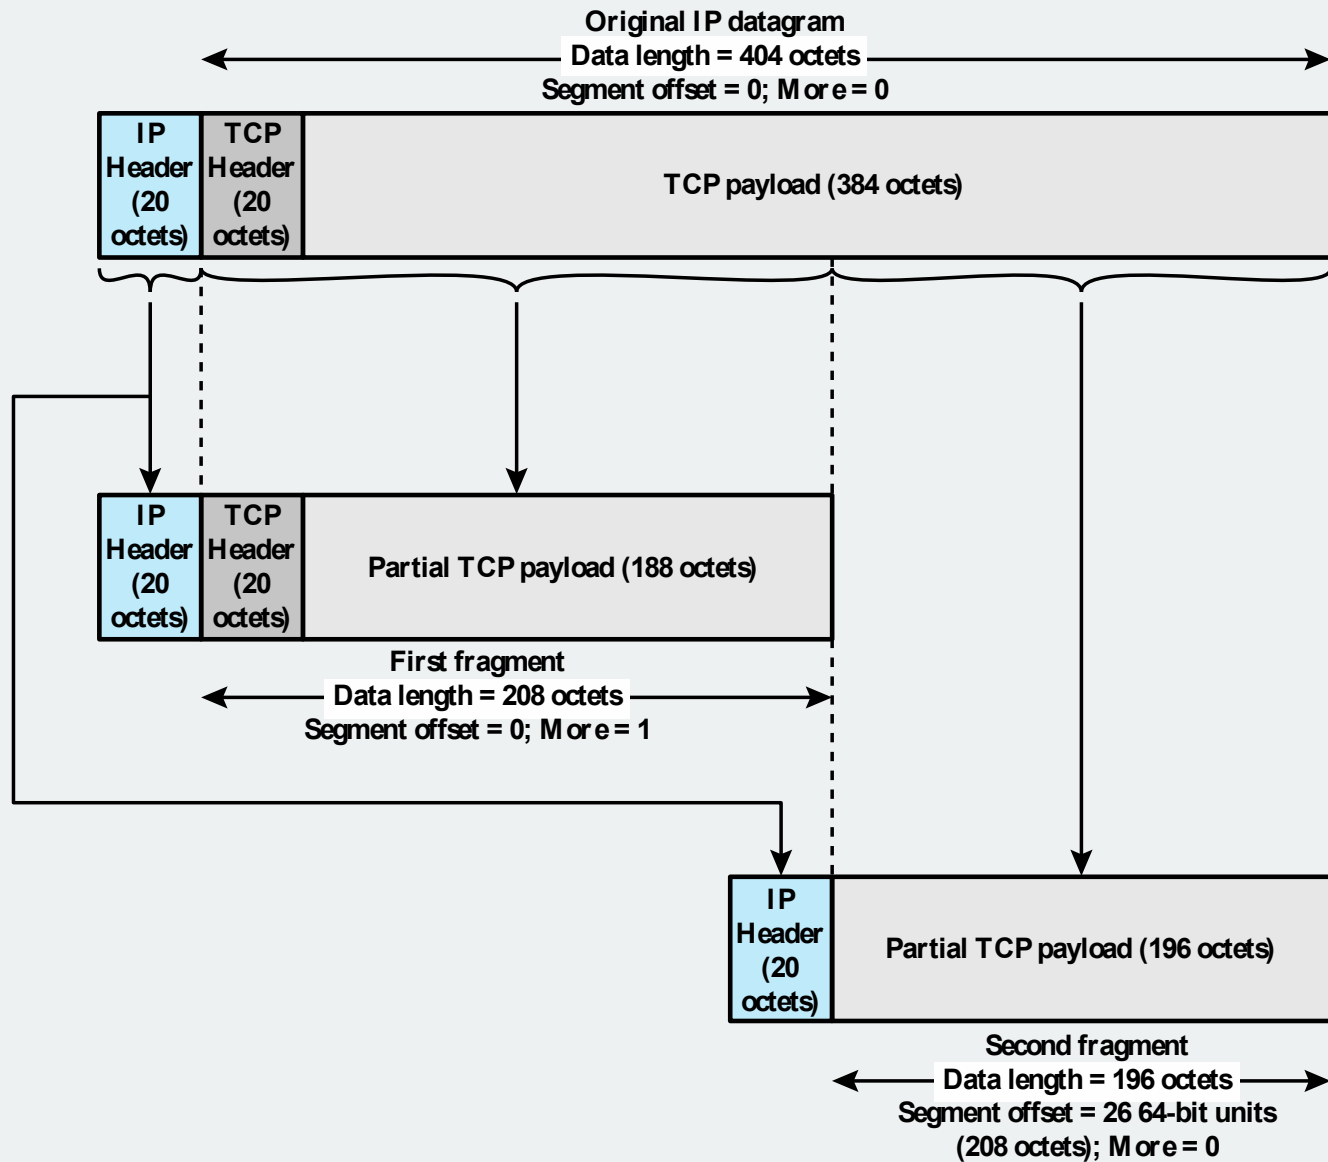 Original IP datagram
Data length = 404 octets
Segment offset = 0; More = 0
IP
Header
(20
octets)
TCP
Header
(20
octets)
TCP payload (384 octets)
IP
Header
(20
octets)
TCP
Header
(20
octets)
Partial TCP payload (188 octets)
First fragment
Data length = 208 octets
Segment offset = 0; More = 1
IP
Header
(20
octets)
Partial TCP payload (196 octets)
Second fragment
Data length = 196 octets
Segment offset = 26 64-bit units
(208 octets); More = 0